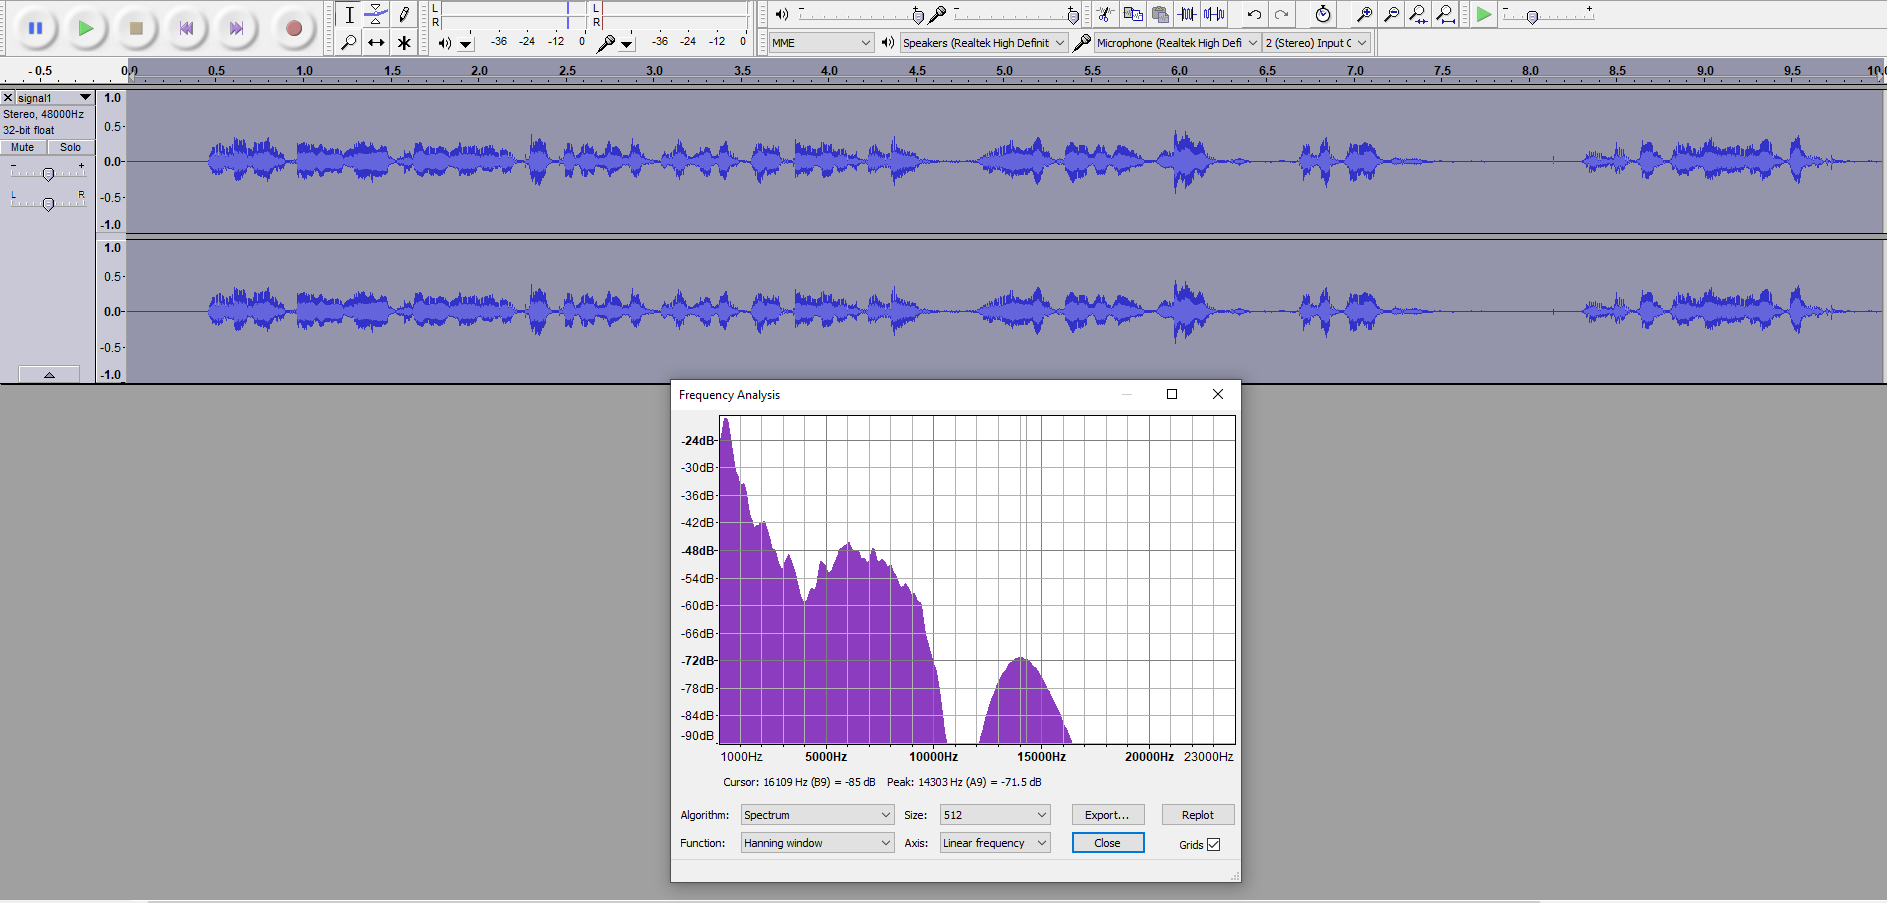 L
R
-36 -24 -12 0
L
R
-36 -24 -12 0
MME
Speakers (Realtek High Definit
Microphone (Realtek High Defi
2 (Stereo) Input C
- 0.5 0.0 0.5 1.0 1.5 2.0 2.5 3.0 3.5 4.0 4.5 5.0 5.5 6.0 6.5 7.0 7.5 8.0 8.5 9.0 9.5 10.0
signal1
Stereo, 48000Hz
32-bit float
Mute Solo
- +
L R
1.0
0.5
0.0
-0.5
-1.0
1.0
0.5
0.0
-0.5
-1.0
Frequency Analysis
-24dB
-30dB
-36dB
-42dB
-48dB
-54dB
-60dB
-66dB
-72dB
-78dB
-84dB
-90dB
1000Hz 5000Hz 10000Hz 15000Hz 20000Hz 23000Hz
Cursor: 16109 Hz (B9) = -85 dB Peak: 14303 Hz (A9) = -71.5 dB
Algorithm: Spectrum Size: 512 Export... Replot
Function: Hanning window Axis: Linear frequency Close Grids